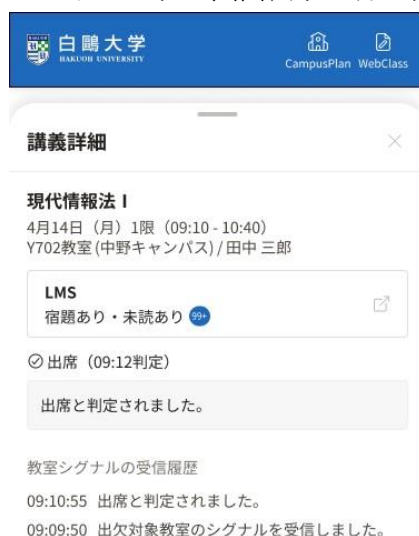 白鷗大学
HAKUOH UNIVERSITY
CampusPlan WebClass
講義詳細
現代情報法 I
4月14日（月）1限（09:10 - 10:40）
Y702教室(中野キャンパス) / 田中 三郎
LMS
宿題あり・未読あり 99+
出席（09:12判定）
出席と判定されました。
教室シグナルの受信履歴
09:10:55 出席と判定されました。
09:09:50 出欠対象教室のシグナルを受信しました。